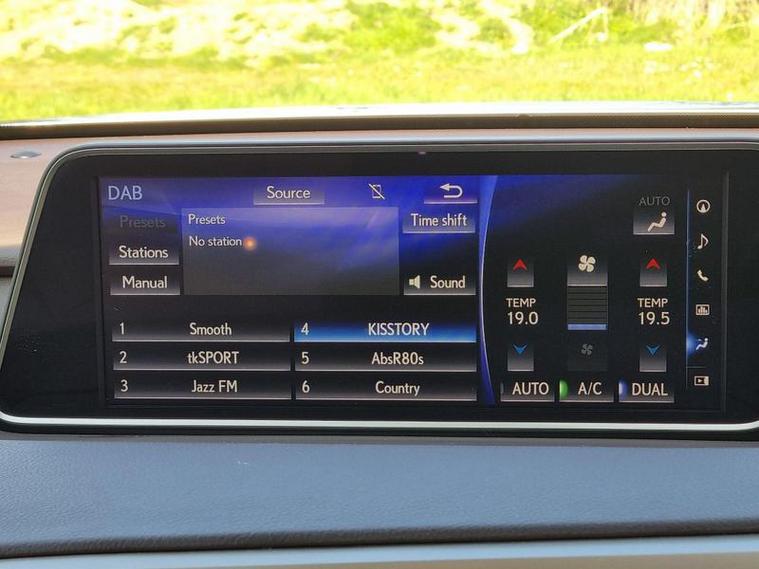 DAB
Source
Presets
Presets
No station
Time shift
Stations
Manual
Sound
1 Smooth
4 KISSTORY
2 tkSPORT
5 AbsR80s
3 Jazz FM
6 Country
AUTO
TEMP
19.0
TEMP
19.5
AUTO
A/C
DUAL